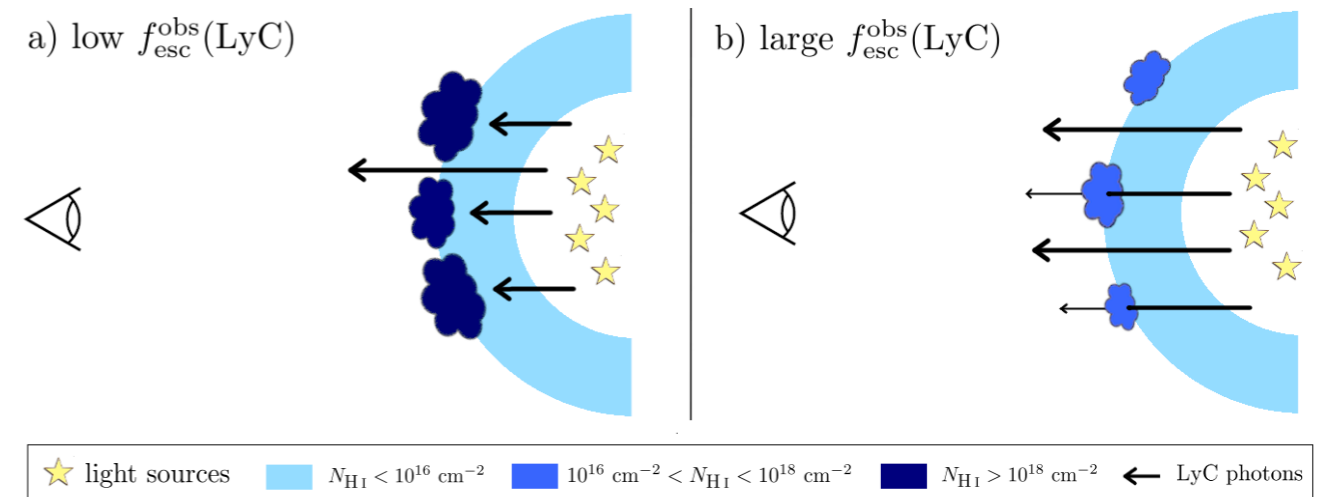 a) low f_esc^obs(LyC)
b) large f_esc^obs(LyC)
light sources
N_H I < 10^16 cm^−2
10^16 cm^−2 < N_H I < 10^18 cm^−2
N_H I > 10^18 cm^−2
LyC photons